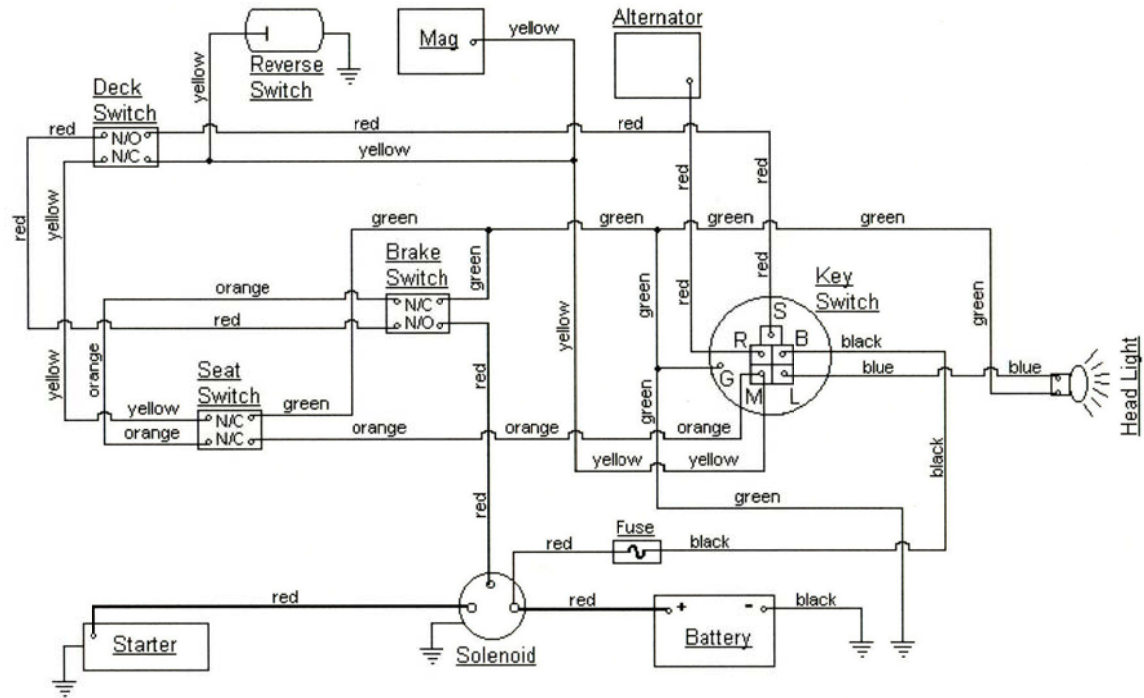 Alternator
yellow
Mag
Reverse
Switch
yellow
Deck
Switch
red
N/O
N/C
red
red
yellow
red
yellow
red
red
green
green
green
green
Brake
Switch
green
red
red
green
green
Key
Switch
orange
N/C
N/O
red
yellow
S
R
B
black
G
M
L
blue
blue
Head Light
yellow
orange
Seat
Switch
red
green
yellow
N/C
green
orange
N/C
orange
orange
orange
yellow
yellow
black
green
red
Fuse
red
black
red
red
+
-
black
Battery
Starter
Solenoid